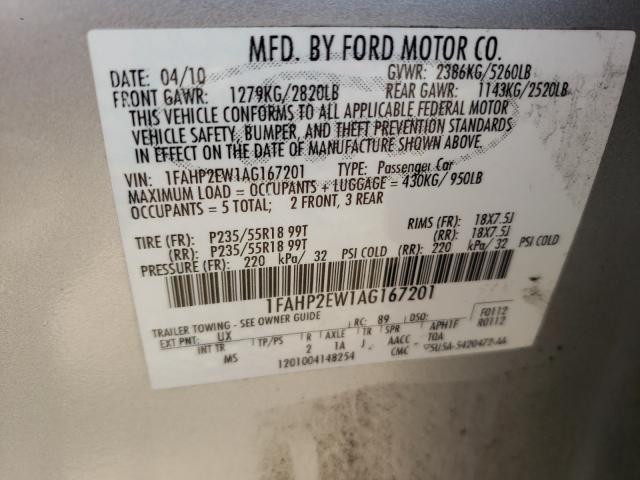 MFD. BY FORD MOTOR CO.
DATE: 04/10 GVWR: 2386KG/5260LB
FRONT GAWR: 1279KG/2820LB REAR GAWR: 1143KG/2520LB
THIS VEHICLE CONFORMS TO ALL APPLICABLE FEDERAL MOTOR
VEHICLE SAFETY, BUMPER, AND THEFT PREVENTION STANDARDS
IN EFFECT ON THE DATE OF MANUFACTURE SHOWN ABOVE.
VIN: 1FAHP2EW1AG167201 TYPE: Passenger Car
MAXIMUM LOAD = OCCUPANTS + LUGGAGE = 430KG/ 950LB
OCCUPANTS = 5 TOTAL; 2 FRONT, 3 REAR
TIRE (FR): P235/55R18 99T RIMS (FR): 18X7.5J
(RR): P235/55R18 99T (RR): 18X7.5J
PRESSURE (FR): 220 kPa/ 32 PSI COLD (RR): 220 kPa/ 32 PSI COLD
1FAHP2EW1AG167201
TRAILER TOWING - SEE OWNER GUIDE RC: 89 DSO: F0112
EXT PNT: UX R0112
INT TR TP/PS R AXLE TR SPR APH1F
MS 2 1A J AACC TQA
1201004148254 CMC